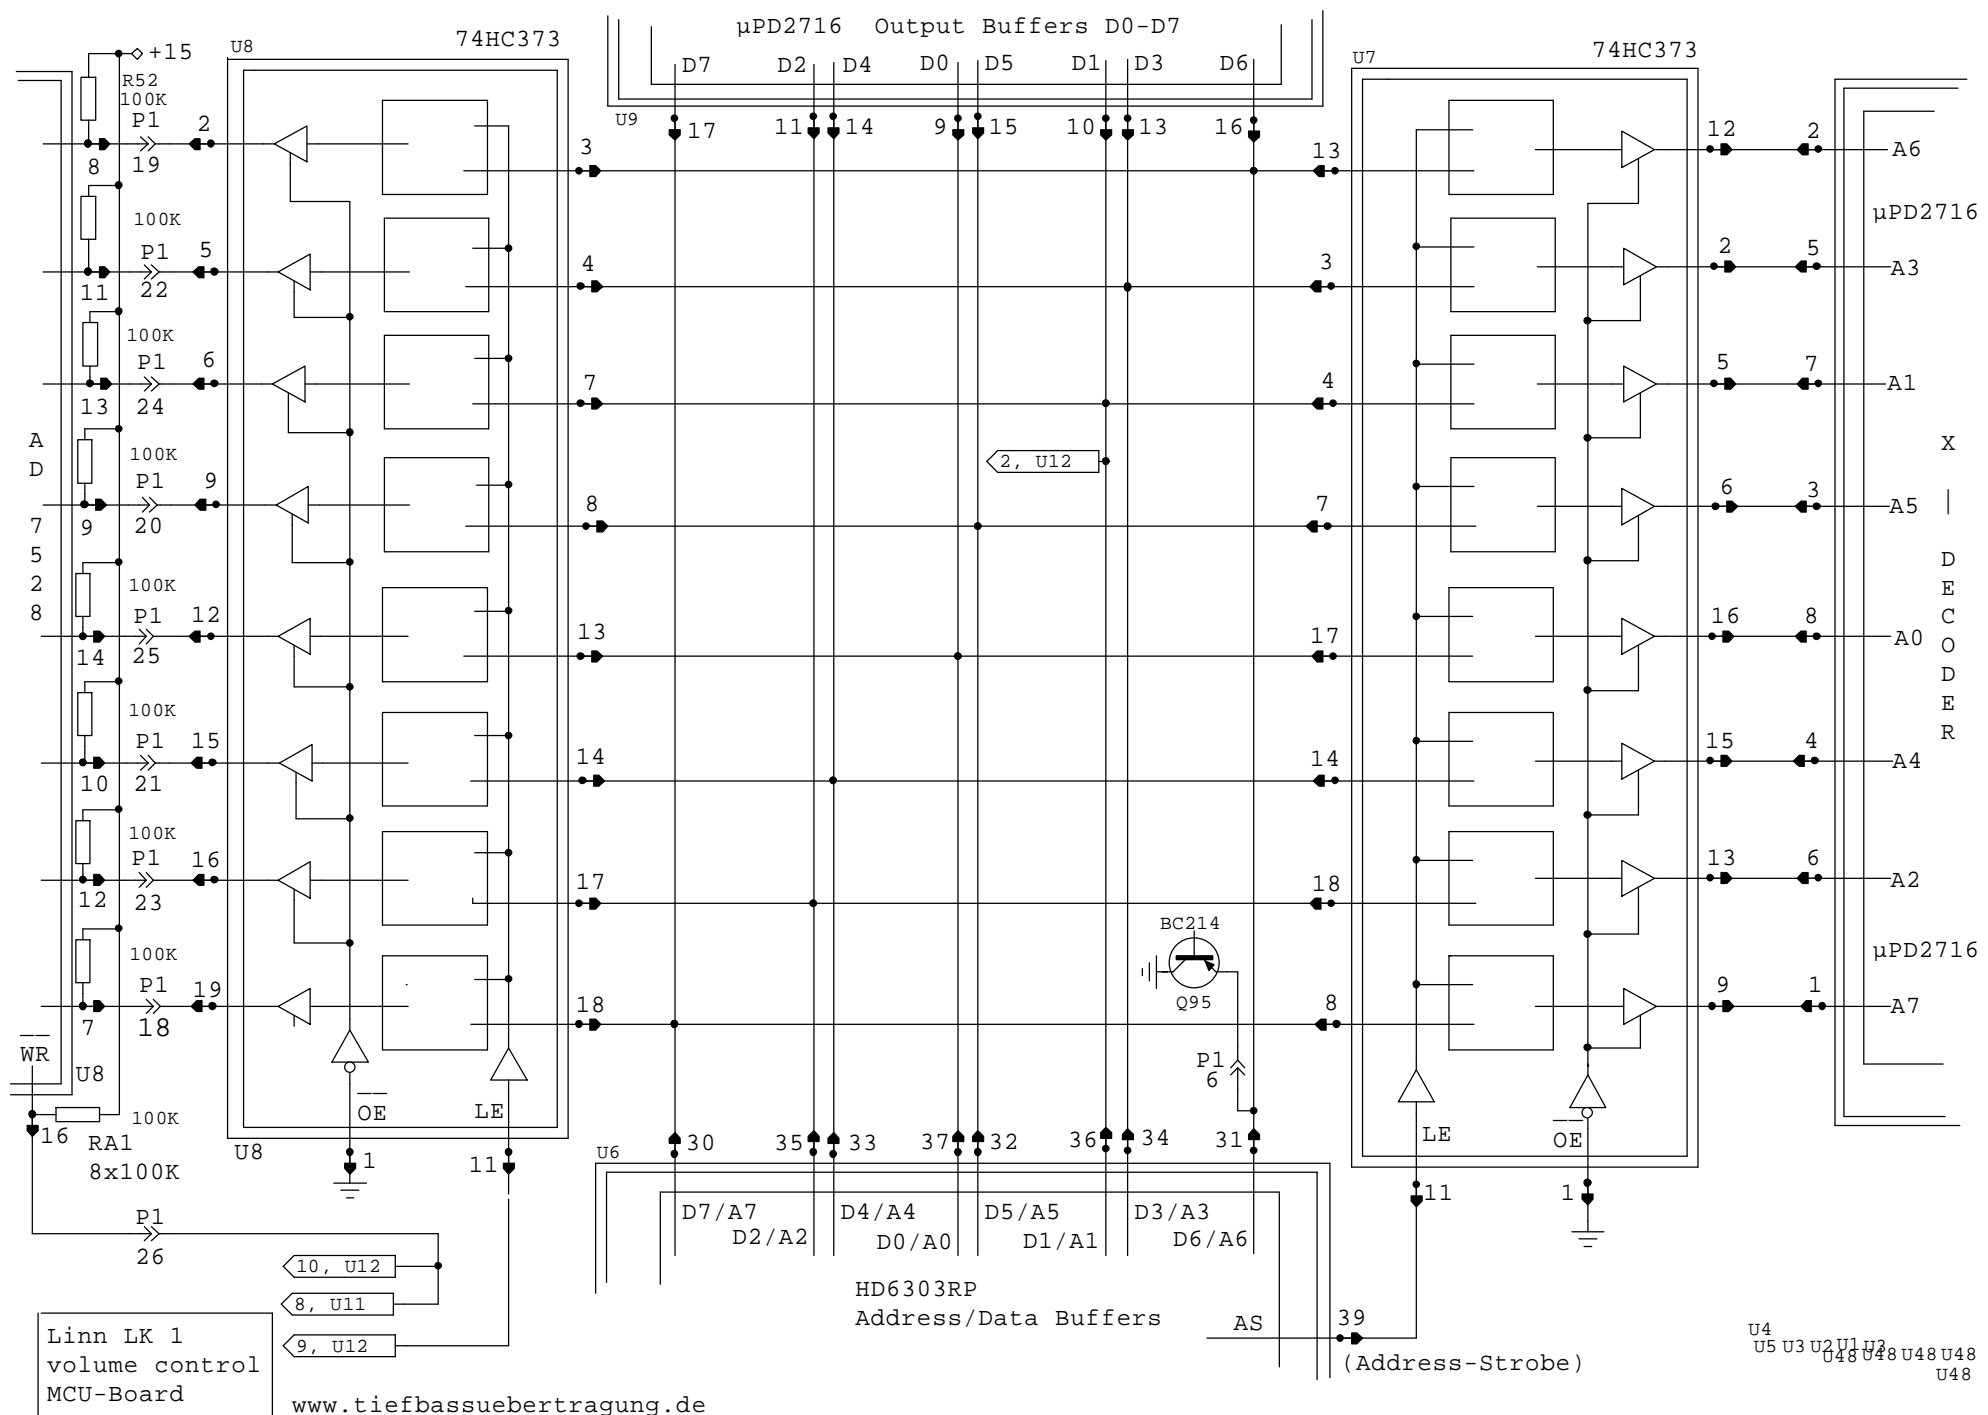 µPD2716 Output Buffers D0-D7
U8 74HC373
U7 74HC373
+15
D7 D2 D4 D0 D5 D1 D3 D6
U9
17 11 14 9 15 10 13 16
R52
100K
P1
8 19 2
3 13 12 2 A6
100K
P1
11 22 5
4 3 2 5 A3
µPD2716
100K
P1
13 24 6
7 4 5 7 A1
100K
P1
9 20 9
8 7 6 3 A5
2, U12
100K
P1
14 25 12
13 17 16 8 A0
100K
P1
10 21 15
14 14 15 4 A4
100K
P1
12 23 16
17 18 13 6 A2
100K
P1
7 18 19
18 8 9 1 A7
µPD2716
A
D
7
5
2
8
X
|
D
E
C
O
D
E
R
BC214
Q95
P1
6
WR
U8
16
100K
RA1
8x100K
OE LE
U8
1 11
LE OE
11 1
U6
30 35 33 37 32 36 34 31
D7/A7 D4/A4 D5/A5 D3/A3
D2/A2 D0/A0 D1/A1 D6/A6
HD6303RP
Address/Data Buffers
AS 39
(Address-Strobe)
P1
26
10, U12
8, U11
9, U12
Linn LK 1
volume control
MCU-Board
www.tiefbassuebertragung.de
U4
U5 U3 U2 U1 U3
U48 U48 U48 U48
U48